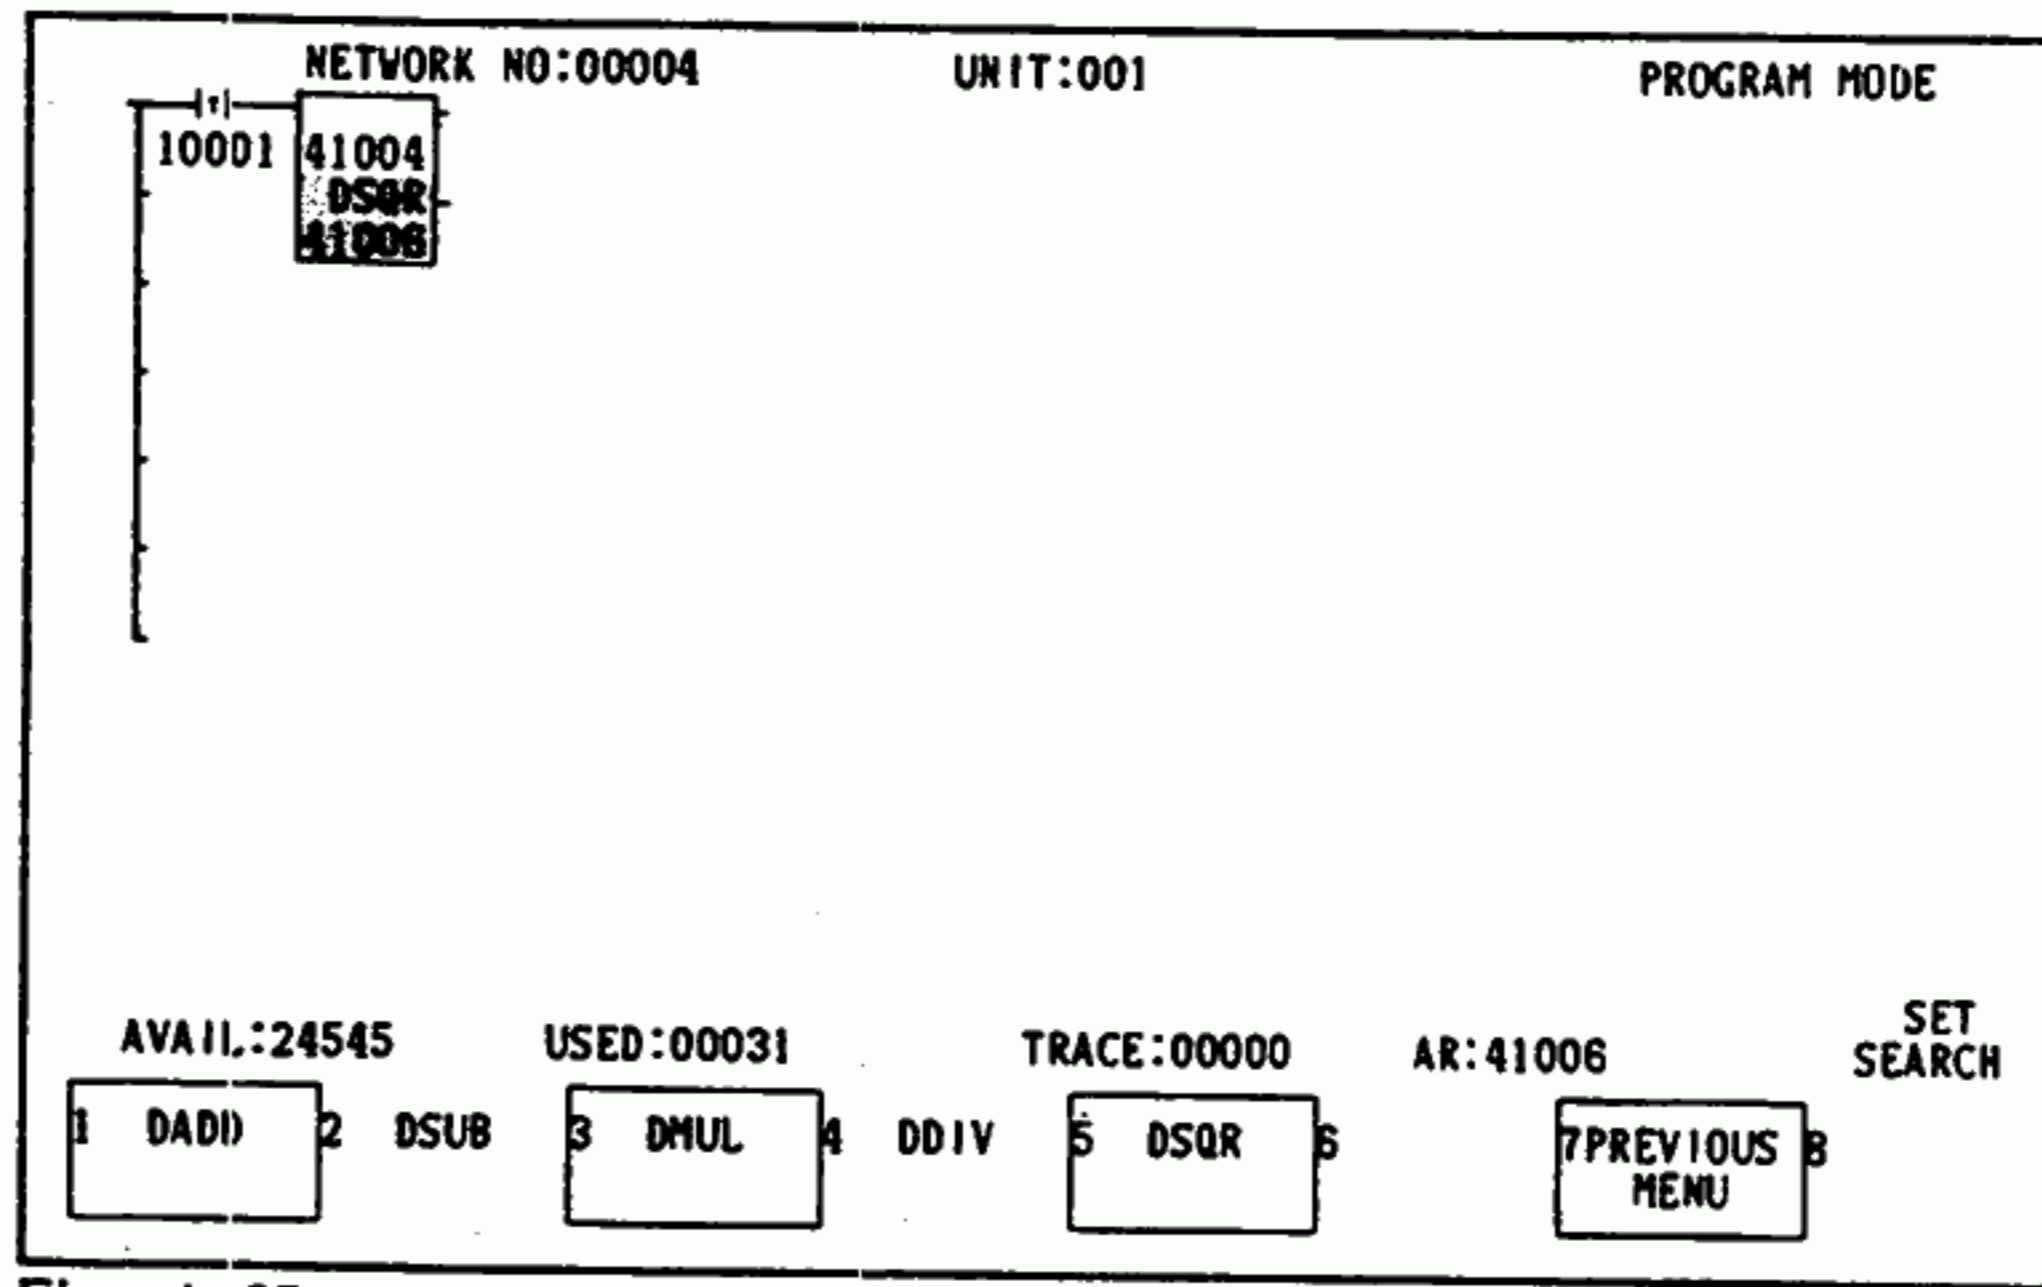 NETWORK NO:00004 UNIT:001 PROGRAM MODE
10001 41004
DSQR
41006
AVAIL:24545 USED:00031 TRACE:00000 AR:41006 SET SEARCH
1 DADD 2 DSUB 3 DMUL 4 DDIV 5 DSQR 6 7PREVIOUS 8
MENU